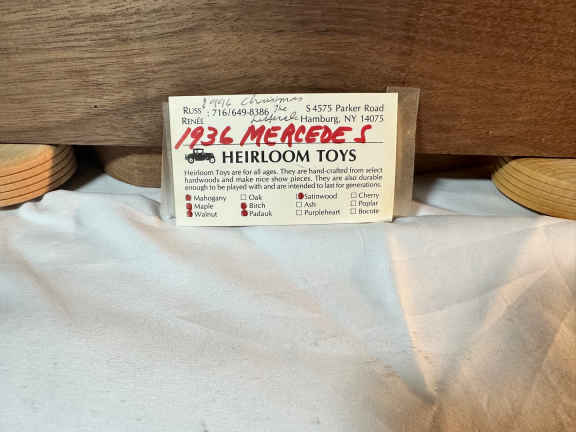 1996 Christmas
RUSS : 716/649-8386 The S 4575 Parker Road
RENÉE Hamburg, NY 14075
1936 MERCEDES
HEIRLOOM TOYS
Heirloom Toys are for all ages. They are hand-crafted from select
hardwoods and make nice show pieces. They are also durable
enough to be played with and are intended to last for generations.
Mahogany Oak Satinwood Cherry
Maple Birch Ash Poplar
Walnut Padauk Purpleheart Bocote